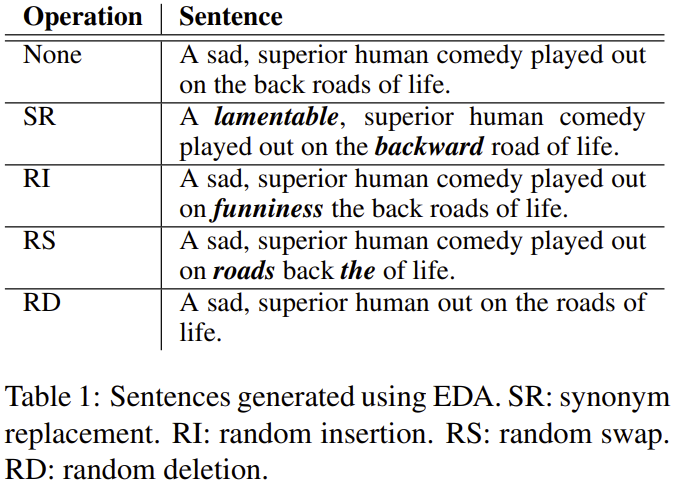 Operation Sentence
None A sad, superior human comedy played out
on the back roads of life.
SR A lamentable, superior human comedy
played out on the backward road of life.
RI A sad, superior human comedy played out
on funniness the back roads of life.
RS A sad, superior human comedy played out
on roads back the of life.
RD A sad, superior human out on the roads of
life.
Table 1: Sentences generated using EDA. SR: synonym
replacement. RI: random insertion. RS: random swap.
RD: random deletion.